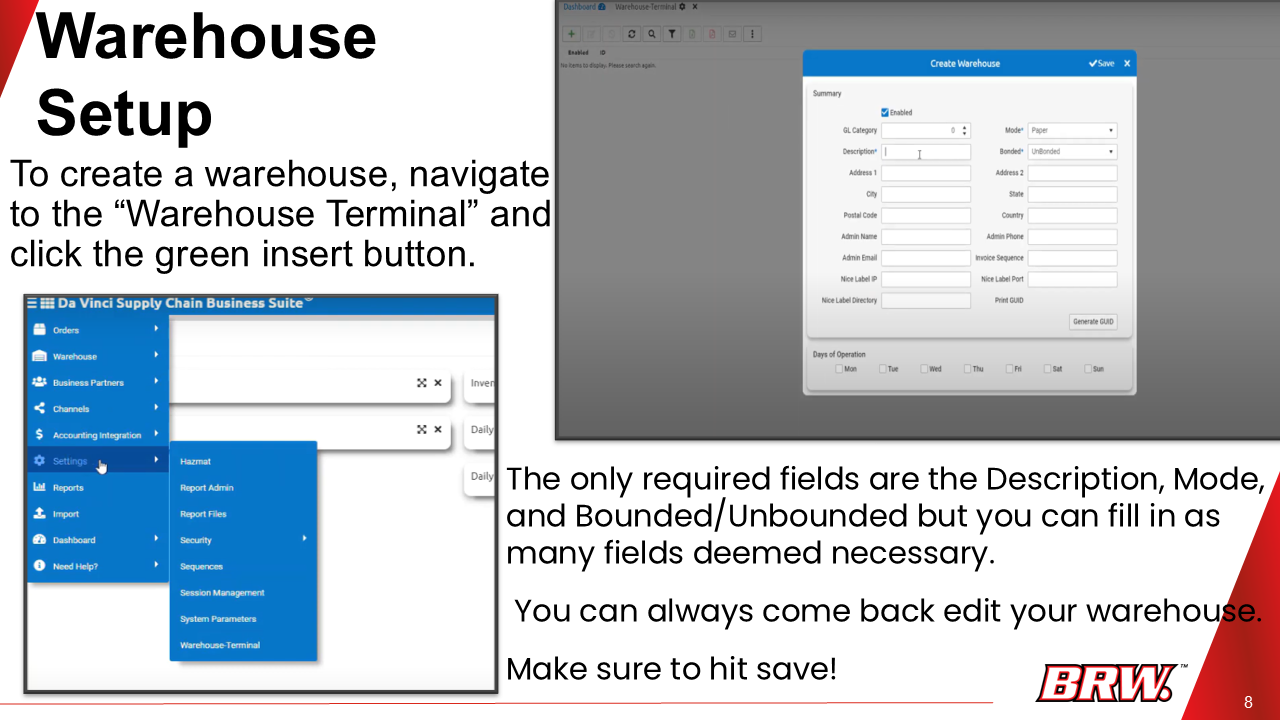 Warehouse
Setup
To create a warehouse, navigate
to the “Warehouse Terminal” and
click the green insert button.
Da Vinci Supply Chain Business Suite®
Orders
Warehouse
Business Partners
Channels
Accounting Integration
Settings
Reports
Import
Dashboard
Need Help?
Hazmat
Report Admin
Report Files
Security
Sequences
Session Management
System Parameters
Warehouse-Terminal
Inven
Daily
Daily
Dashboard Warehouse-Terminal
Enabled ID
No items to display. Please search again.
Create Warehouse Save X
Summary
Enabled
GL Category 0 Mode* Paper
Description* Bonded* UnBonded
Address 1 Address 2
City State
Postal Code Country
Admin Name Admin Phone
Admin Email Invoice Sequence
Nice Label IP Nice Label Port
Nice Label Directory Print GUID
Generate GUID
Days of Operation
Mon Tue Wed Thu Fri Sat Sun
The only required fields are the Description, Mode,
and Bounded/Unbounded but you can fill in as
many fields deemed necessary.
You can always come back edit your warehouse.
Make sure to hit save!
BRW.™
8